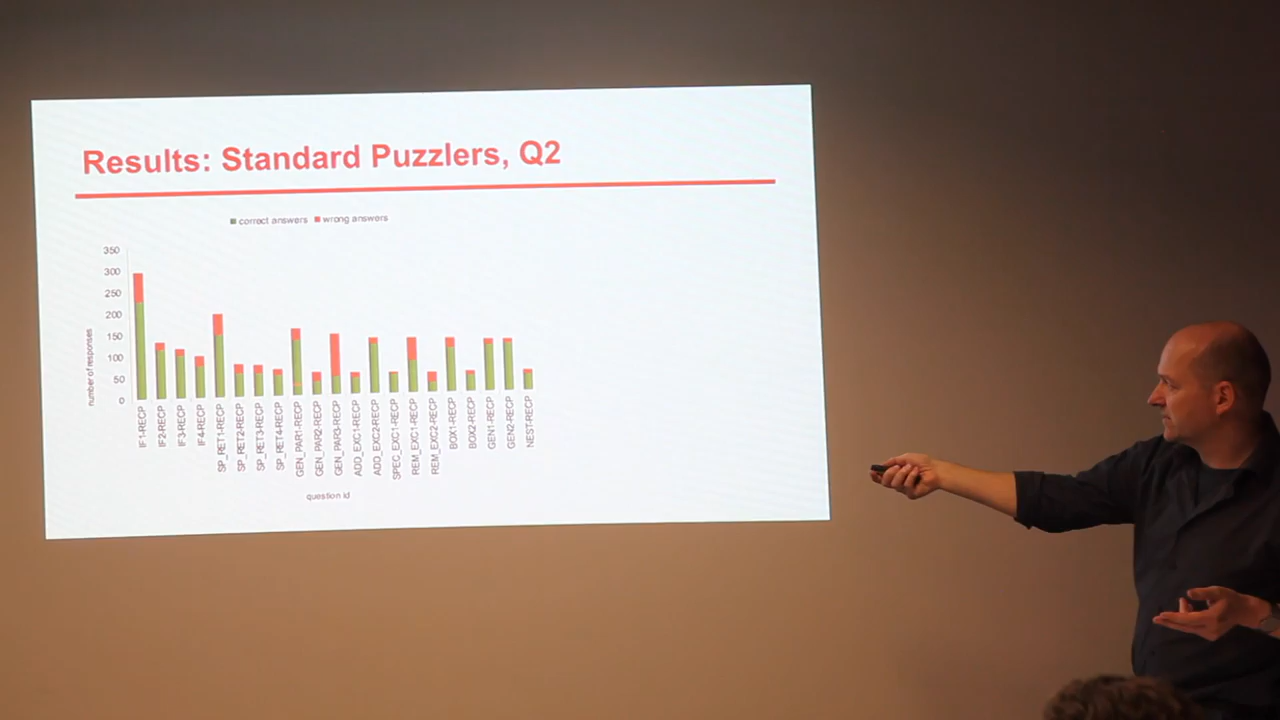 Results: Standard Puzzlers, Q2
correct answers wrong answers
350
300
250
200
150
100
50
0
number of responses
IF1-RECP
IF2-RECP
IF3-RECP
IF4-RECP
SP_RET1-RECP
SP_RET2-RECP
SP_RET3-RECP
SP_RET4-RECP
GEN_PAR1-RECP
GEN_PAR2-RECP
GEN_PAR3-RECP
ADD_EXC1-RECP
ADD_EXC2-RECP
SPEC_EXC1-RECP
REM_EXC1-RECP
REM_EXC2-RECP
BOX1-RECP
BOX2-RECP
GEN1-RECP
GEN2-RECP
NEST-RECP
question id